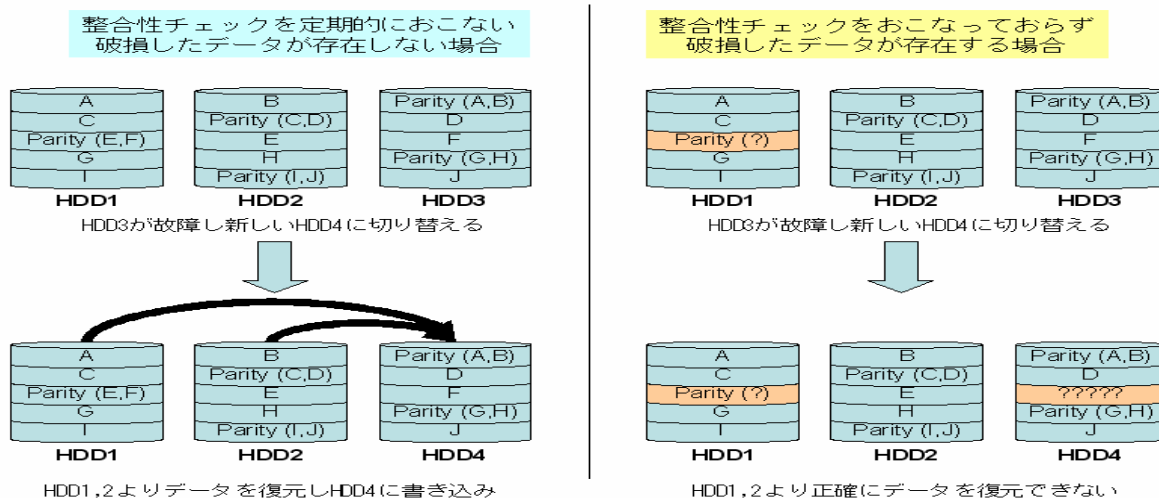 整合性チェックを定期的におこない
破損したデータが存在しない場合
A
C
Parity (E,F)
G
I
HDD1
B
Parity (C,D)
E
H
Parity (I,J)
HDD2
Parity (A,B)
D
F
Parity (G,H)
J
HDD3
HDD3が故障し新しいHDD4に切り替える
A
C
Parity (E,F)
G
I
HDD1
B
Parity (C,D)
E
H
Parity (I,J)
HDD2
Parity (A,B)
D
F
Parity (G,H)
J
HDD4
HDD1,2よりデータを復元しHDD4に書き込み
整合性チェックをおこなっておらず
破損したデータが存在する場合
A
C
Parity (?)
G
I
HDD1
B
Parity (C,D)
E
H
Parity (I,J)
HDD2
Parity (A,B)
D
F
Parity (G,H)
J
HDD3
HDD3が故障し新しいHDD4に切り替える
A
C
Parity (?)
G
I
HDD1
B
Parity (C,D)
E
H
Parity (I,J)
HDD2
Parity (A,B)
D
?????
Parity (G,H)
J
HDD4
HDD1,2より正確にデータを復元できない